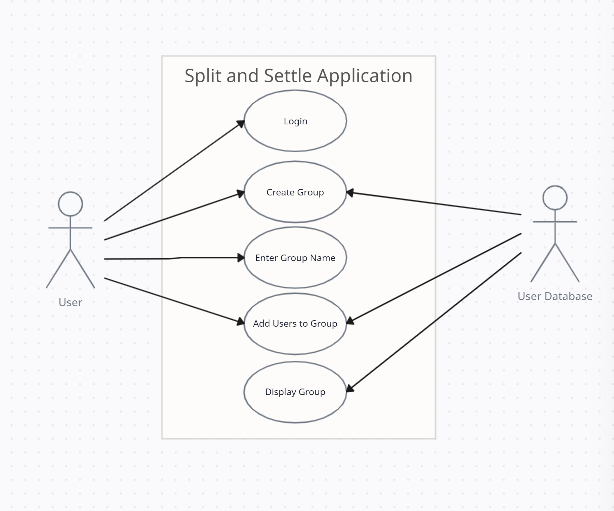 Split and Settle Application
Login
Create Group
Enter Group Name
Add Users to Group
Display Group
User
User Database